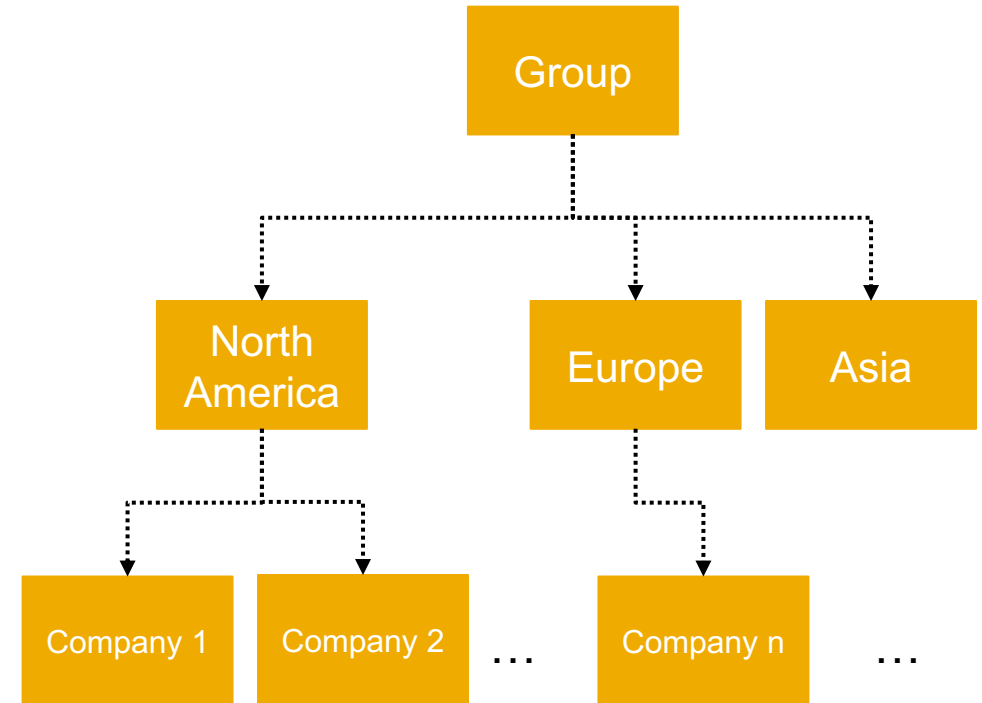 Group
North
America
Europe
Asia
Company 1
Company 2
...
Company n
...